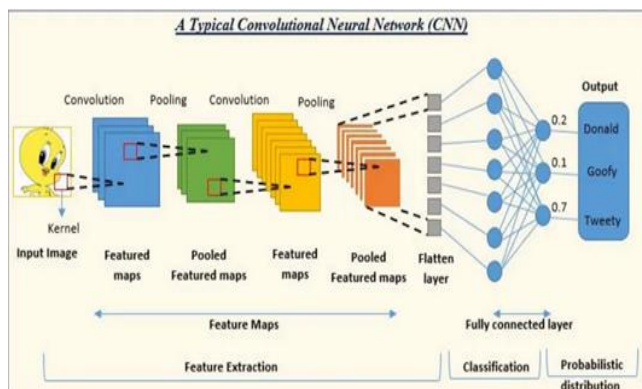 A Typical Convolutional Neural Network (CNN)
Convolution
Pooling
Convolution
Pooling
Output
0.2
Donald
0.1
Goofy
0.7
Tweety
Kernel
Input Image
Featured
maps
Pooled
Featured maps
Featured
maps
Pooled
Featured maps
Flatten
layer
Feature Maps
Fully connected layer
Feature Extraction
Classification
Probabilistic
distribution